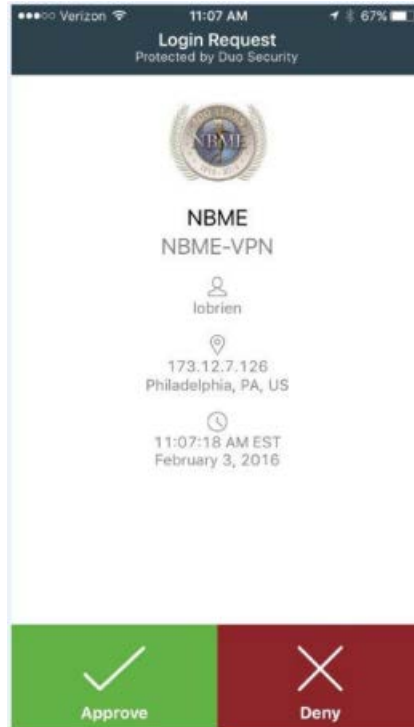 Verizon 11:07 AM 67%
Login Request
Protected by Duo Security
NBME
NBME
NBME-VPN
lobrien
173.12.7.126
Philadelphia, PA, US
11:07:18 AM EST
February 3, 2016
Approve Deny